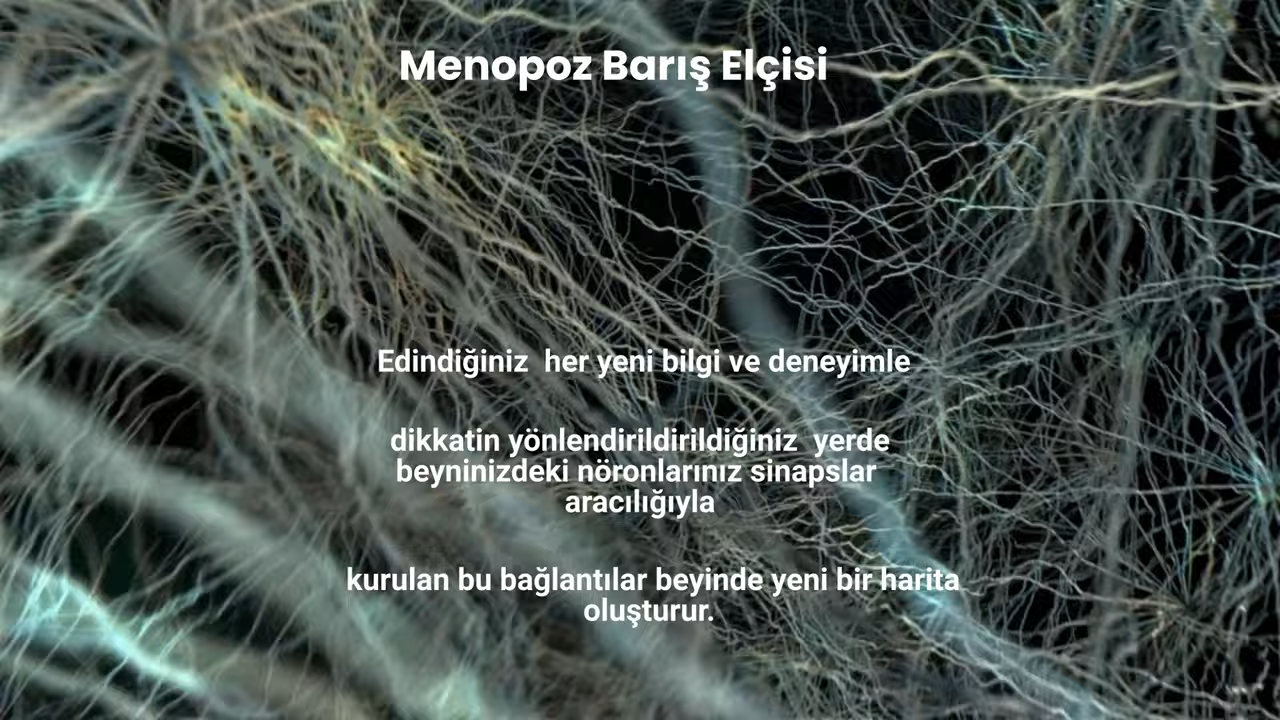 Menopoz Barış Elçisi
Edindiğiniz her yeni bilgi ve deneyimle
dikkatin yönlendirildirildiğiniz yerde
beyninizdeki nöronlarınız sinapslar
aracılığıyla
kurulan bu bağlantılar beyinde yeni bir harita
oluşturur.